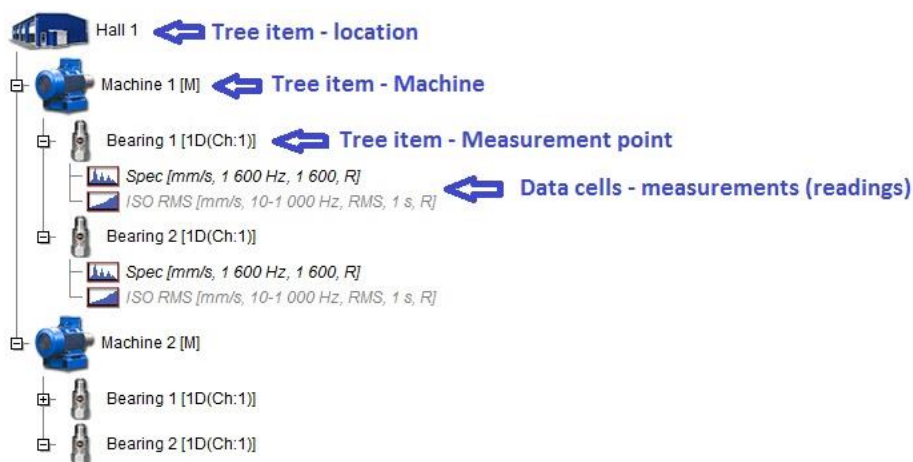 Hall 1 Tree item - location
Machine 1 [M] Tree item - Machine
Bearing 1 [1D(Ch:1)] Tree item - Measurement point
Spec [mm/s, 1 600 Hz, 1 600, R]
Data cells - measurements (readings)
ISO RMS [mm/s, 10-1 000 Hz, RMS, 1 s, R]
Bearing 2 [1D(Ch:1)]
Spec [mm/s, 1 600 Hz, 1 600, R]
ISO RMS [mm/s, 10-1 000 Hz, RMS, 1 s, R]
Machine 2 [M]
Bearing 1 [1D(Ch:1)]
Bearing 2 [1D(Ch:1)]